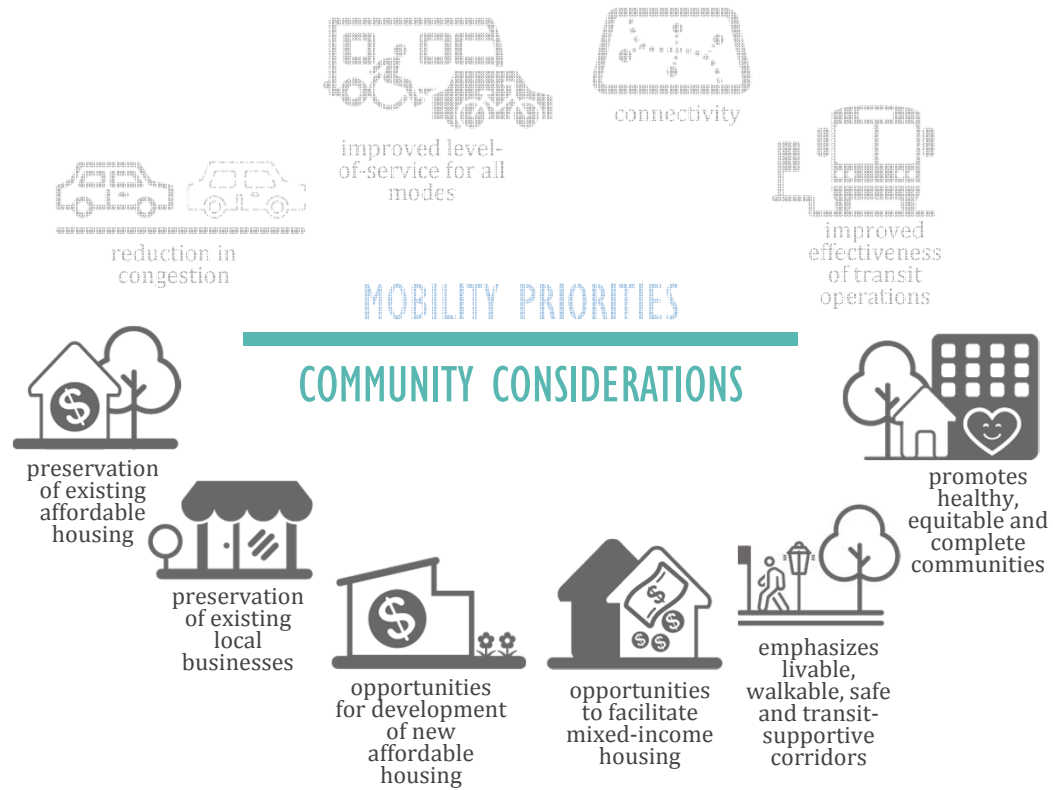 connectivity
improved level-
of-service for all
modes
improved
effectiveness
of transit
operations
reduction in
congestion
MOBILITY PRIORITIES
COMMUNITY CONSIDERATIONS
preservation
of existing
affordable
housing
preservation
of existing
local
businesses
opportunities
for development
of new
affordable
housing
opportunities
to facilitate
mixed-income
housing
emphasizes
livable,
walkable, safe
and transit-
supportive
corridors
promotes
healthy,
equitable and
complete
communities